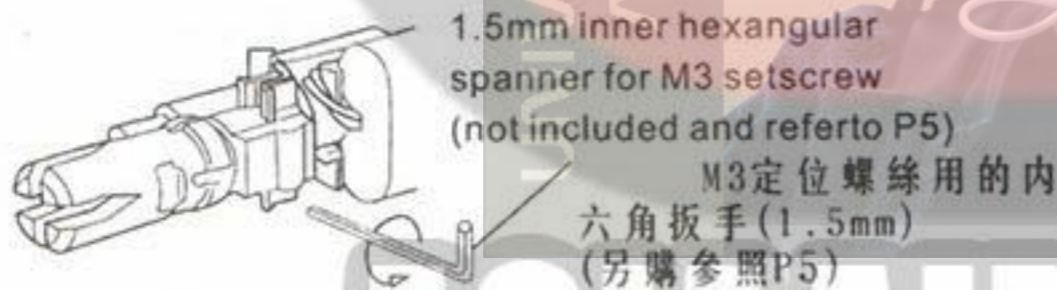 1.5mm inner hexangular
spanner for M3 setscrew
(not included and referto P5)
M3定位螺絲用的内
六角扳手(1.5mm)
(另購參照P5)